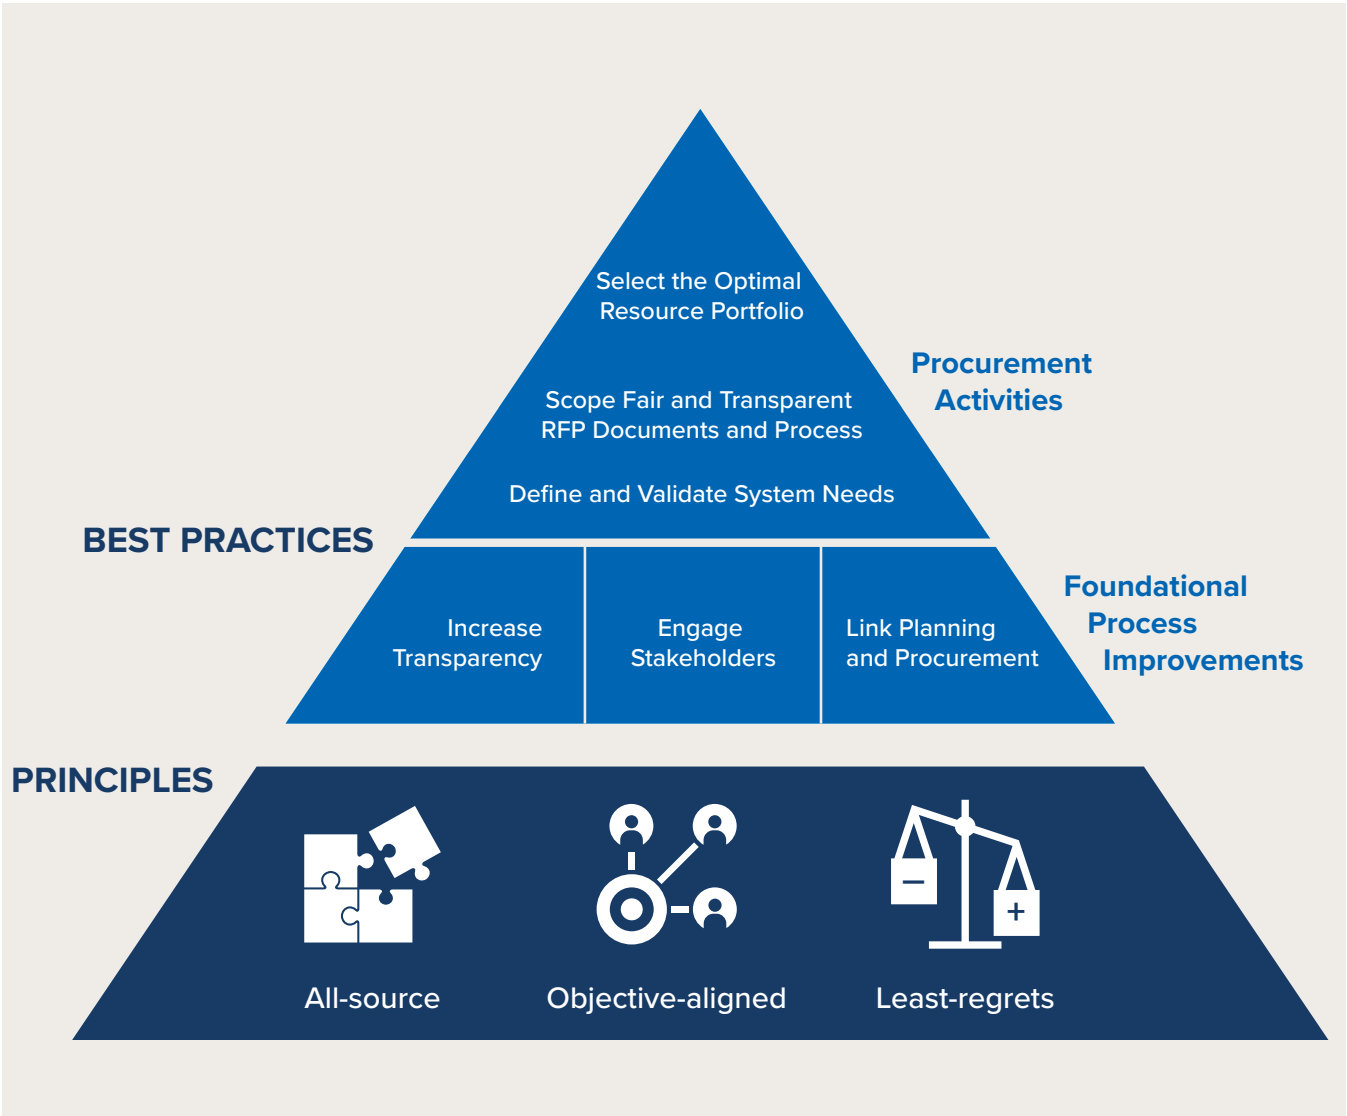 Select the Optimal
Resource Portfolio
Scope Fair and Transparent
RFP Documents and Process
Define and Validate System Needs
Procurement
Activities
BEST PRACTICES
Increase
Transparency
Engage
Stakeholders
Link Planning
and Procurement
Foundational
Process
Improvements
PRINCIPLES
All-source
Objective-aligned
Least-regrets